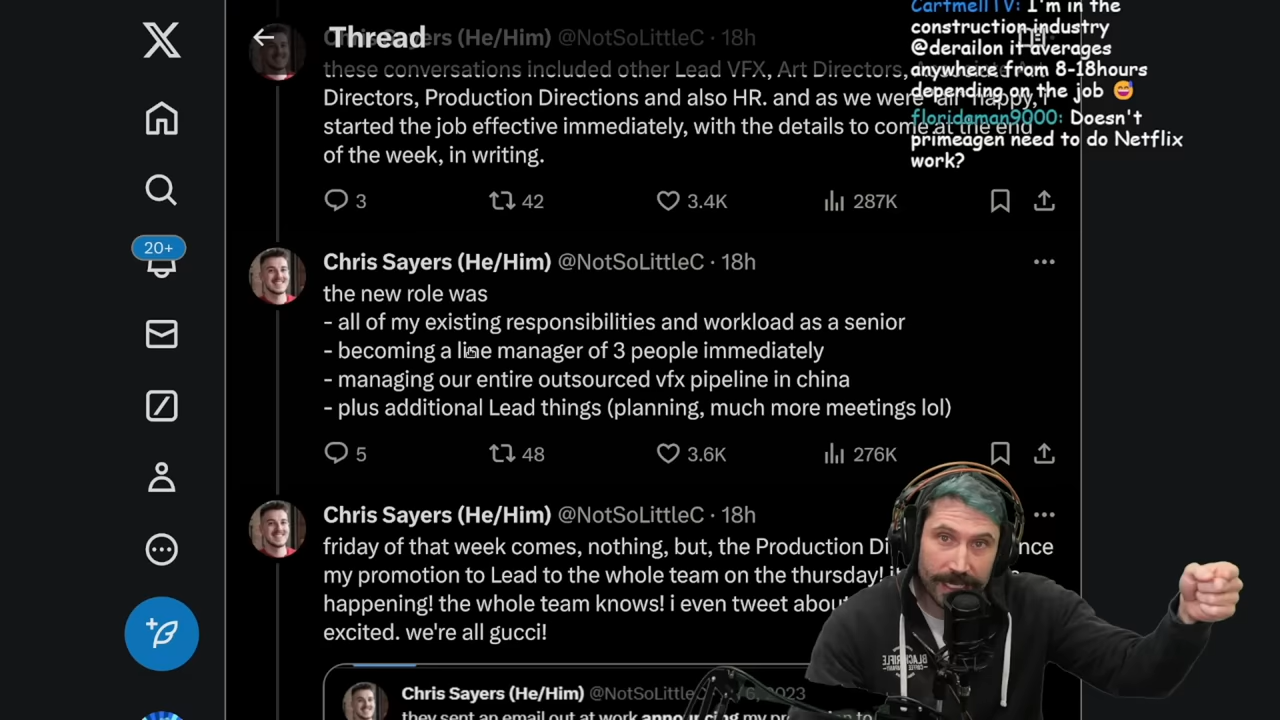 Thread
Chris Sayers (He/Him) @NotSoLittleC · 18h
these conversations included other Lead VFX, Art Directors,
Directors, Production Directions and also HR. and as we were "all" happy, i
started the job effective immediately, with the details to come at the end
of the week, in writing.
3 42 3.4K 287K
CartmellTV: I'm in the
construction industry
@derailon it averages
anywhere from 8-18hours
depending on the job 😅
floridaman9000: Doesn't
primeagen need to do Netflix
work?
20+
Chris Sayers (He/Him) @NotSoLittleC · 18h
the new role was
- all of my existing responsibilities and workload as a senior
- becoming a line manager of 3 people immediately
- managing our entire outsourced vfx pipeline in china
- plus additional Lead things (planning, much more meetings lol)
5 48 3.6K 276K
Chris Sayers (He/Him) @NotSoLittleC · 18h
friday of that week comes, nothing, but, the Production
my promotion to Lead to the whole team on the thursday!
happening! the whole team knows! i even tweet
excited. we're all gucci!
Chris Sayers (He/Him) 2023
they sent an email out at work announcing my
BLACK RIFLE